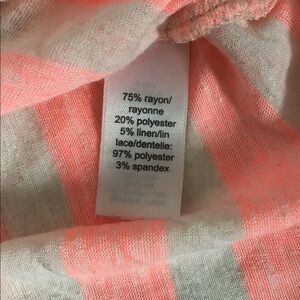 75% rayon/
rayonne
20% polyester
5% linen/lin
lace/dentelle:
97% polyester
3% spandex